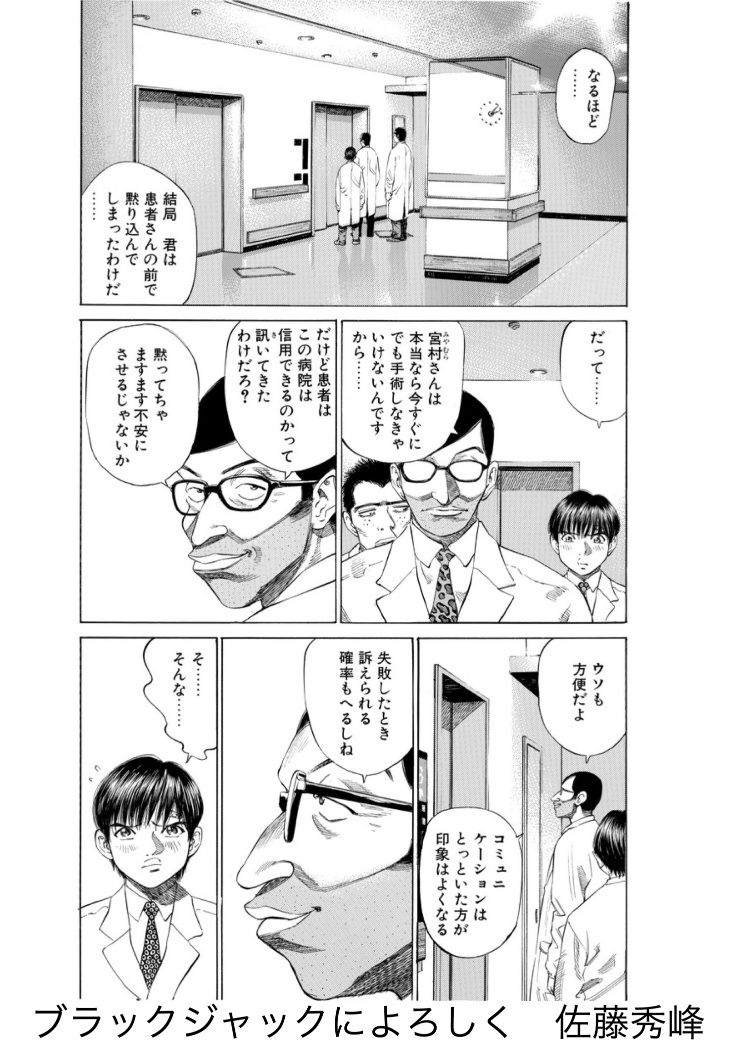 なるほど
……
結局　君は
患者さんの前で
黙り込んで
しまったわけだ
……
だって……
宮村さんは
みやむら
本当なら今すぐに
でも手術しなきゃ
いけないんです
から……
だけど患者は
この病院は
信用できるのかって
訊いてきた
き
わけだろ？
黙ってちゃ
ますます不安に
させるじゃないか
ウソも
方便だよ
コミュニ
ケーションは
とっといた方が
印象はよくなる
失敗したとき
訴えられる
確率もへるしね
そ……
そんな……
ブラックジャックによろしく　佐藤秀峰